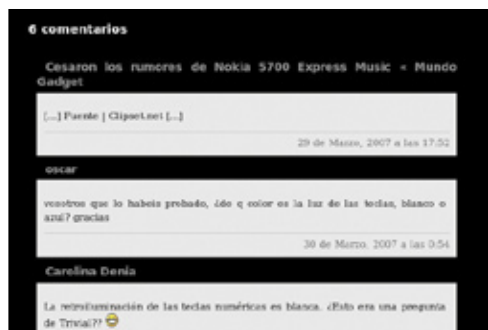 6 comentarios
Cesaron los rumores de Nokia 5700 Express Music « Mundo
Gadget
[...] Fuente | Clipset.net [...]
29 de Marzo, 2007 a las 17:52
oscar
vosotros que lo habeis probado, ¿de q color es la luz de las teclas, blanco o
azul? gracias
30 de Marzo, 2007 a las 0:54
Carolina Denia
La retroiluminación de las teclas numéricas es blanca. ¿Esto era una pregunta
de Trivial??